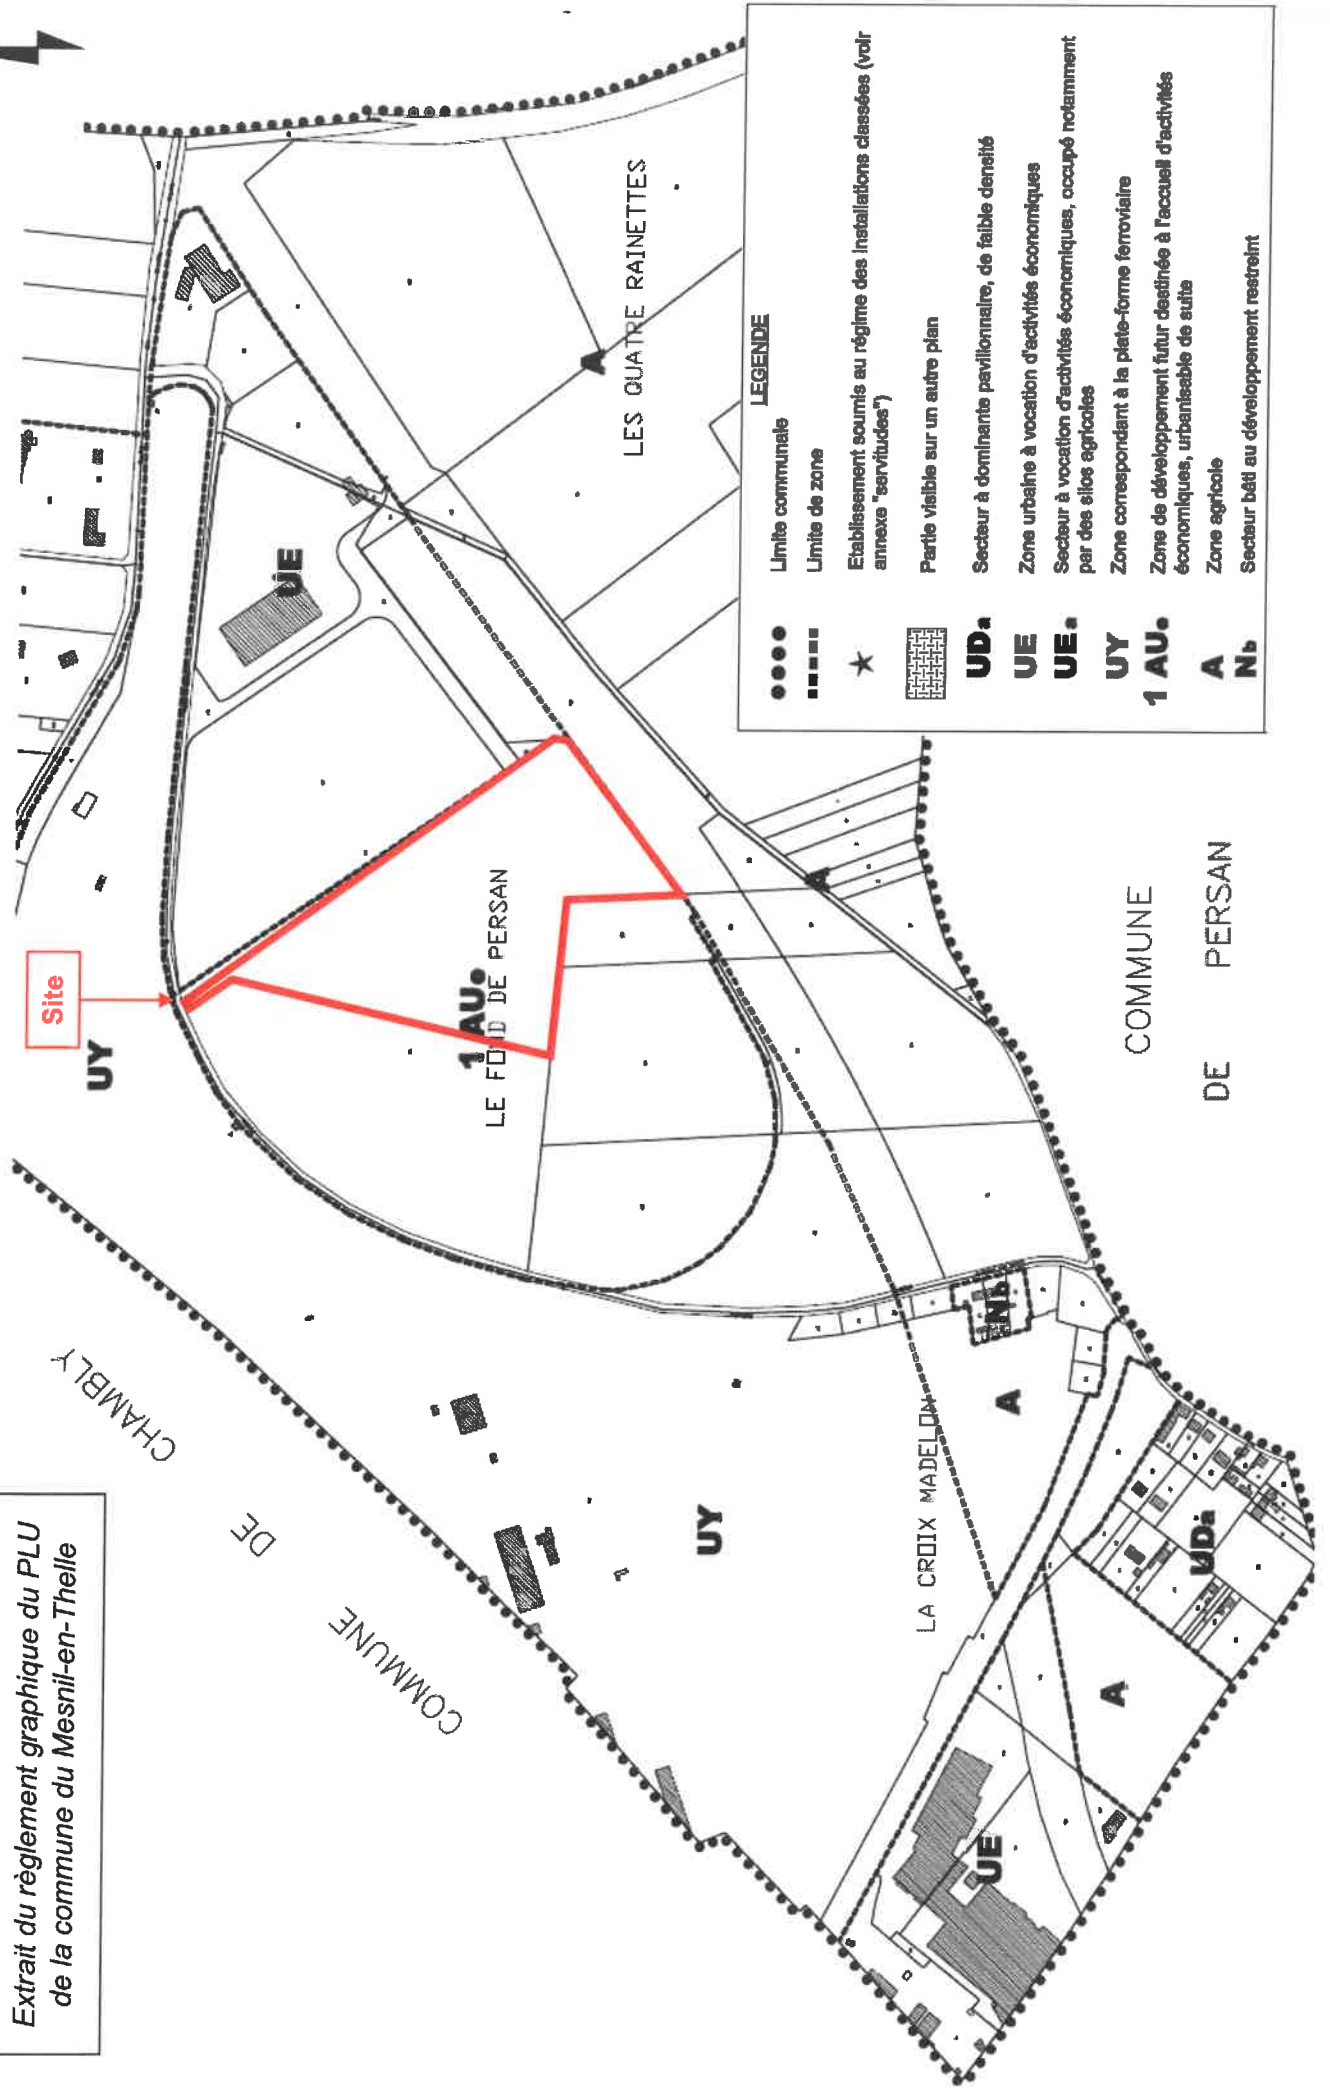 Extrait du règlement graphique du PLU
de la commune du Mesnil-en-Thelle
Site
UY
CHAMBLY
DE
COMMUNE
1 AUe
LE FOND DE PERSAN
UE
LES QUATRE RAINETTES
A
A
UY
LA CROIX MADELON
Nb
A
UDa
A
UE
COMMUNE
DE PERSAN
LEGENDE
Limite communale
Limite de zone
Etablissement soumis au régime des installations classées (voir
annexe "servitudes")
Partie visible sur un autre plan
UDa Secteur à dominante pavillonnaire, de faible densité
UE Zone urbaine à vocation d'activités économiques
UEa Secteur à vocation d'activités économiques, occupé notamment
par des silos agricoles
UY Zone correspondant à la plate-forme ferroviaire
1 AUe Zone de développement futur destinée à l'accueil d'activités
économiques, urbanisable de suite
A Zone agricole
Nb Secteur bâti au développement restreint